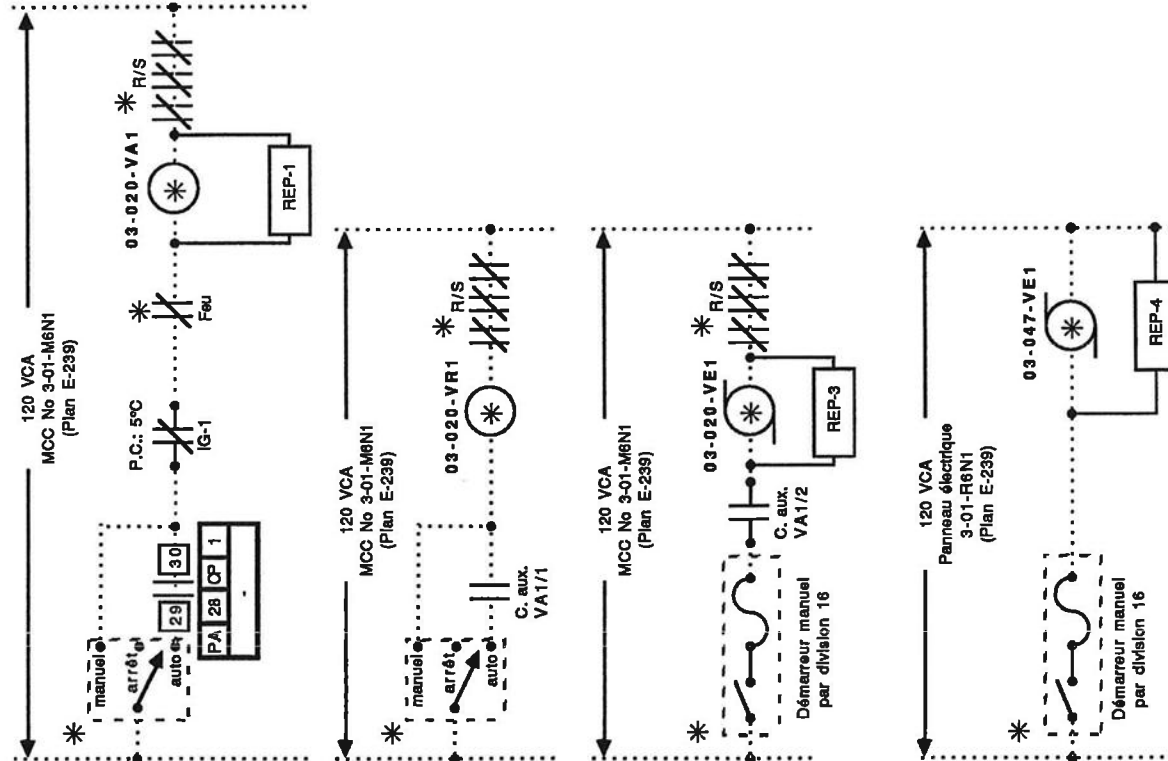 120 VCA
MCC No 3-01-M6N1
(Plan E-239)
manuel
arrêt
auto
29
30
PA 28 CP 1
-
P.C.: 5°C
IG-1
Feu
03-020-VA1
REP-1
R/S
120 VCA
MCC No 3-01-M6N1
(Plan E-239)
manuel
arrêt
auto
C. aux.
VA1/1
03-020-VR1
R/S
120 VCA
MCC No 3-01-M6N1
(Plan E-239)
Démarreur manuel
par division 16
C. aux.
VA1/2
03-020-VE1
REP-3
R/S
120 VCA
Panneau électrique
3-01-R6N1
(Plan E-239)
Démarreur manuel
par division 16
03-047-VE1
REP-4